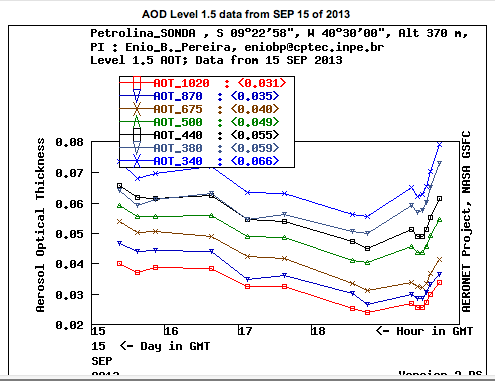 AOD Level 1.5 data from SEP 15 of 2013
Petrolina_SONDA , S 09°22'58", W 40°30'00", Alt 370 m,
PI : Enio_B._Pereira, eniobp@cptec.inpe.br
Level 1.5 AOT; Data from 15 SEP 2013
AOT_1020 : <0.031>
AOT_870 : <0.035>
AOT_675 : <0.040>
AOT_500 : <0.049>
AOT_440 : <0.055>
AOT_380 : <0.059>
AOT_340 : <0.066>
Aerosol Optical Thickness
0.08
0.07
0.06
0.05
0.04
0.03
0.02
AERONET Project, NASA GSFC
15 16 17 18 <- Hour in GMT
15 <- Day in GMT
SEP
2013